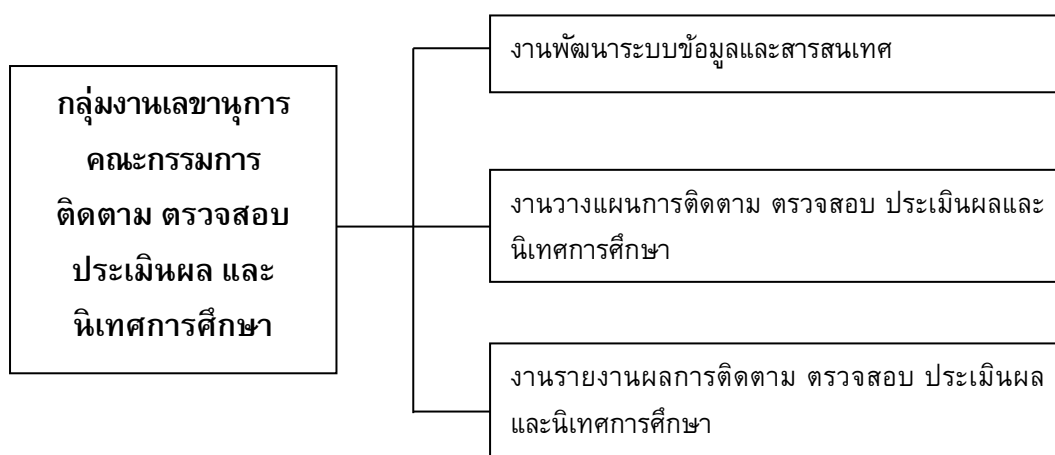 กลุ่มงานเลขานุการ
คณะกรรมการ
ติดตาม ตรวจสอบ
ประเมินผล และ
นิเทศการศึกษา
งานพัฒนาระบบข้อมูลและสารสนเทศ
งานวางแผนการติดตาม ตรวจสอบ ประเมินผลและ
นิเทศการศึกษา
งานรายงานผลการติดตาม ตรวจสอบ ประเมินผล
และนิเทศการศึกษา